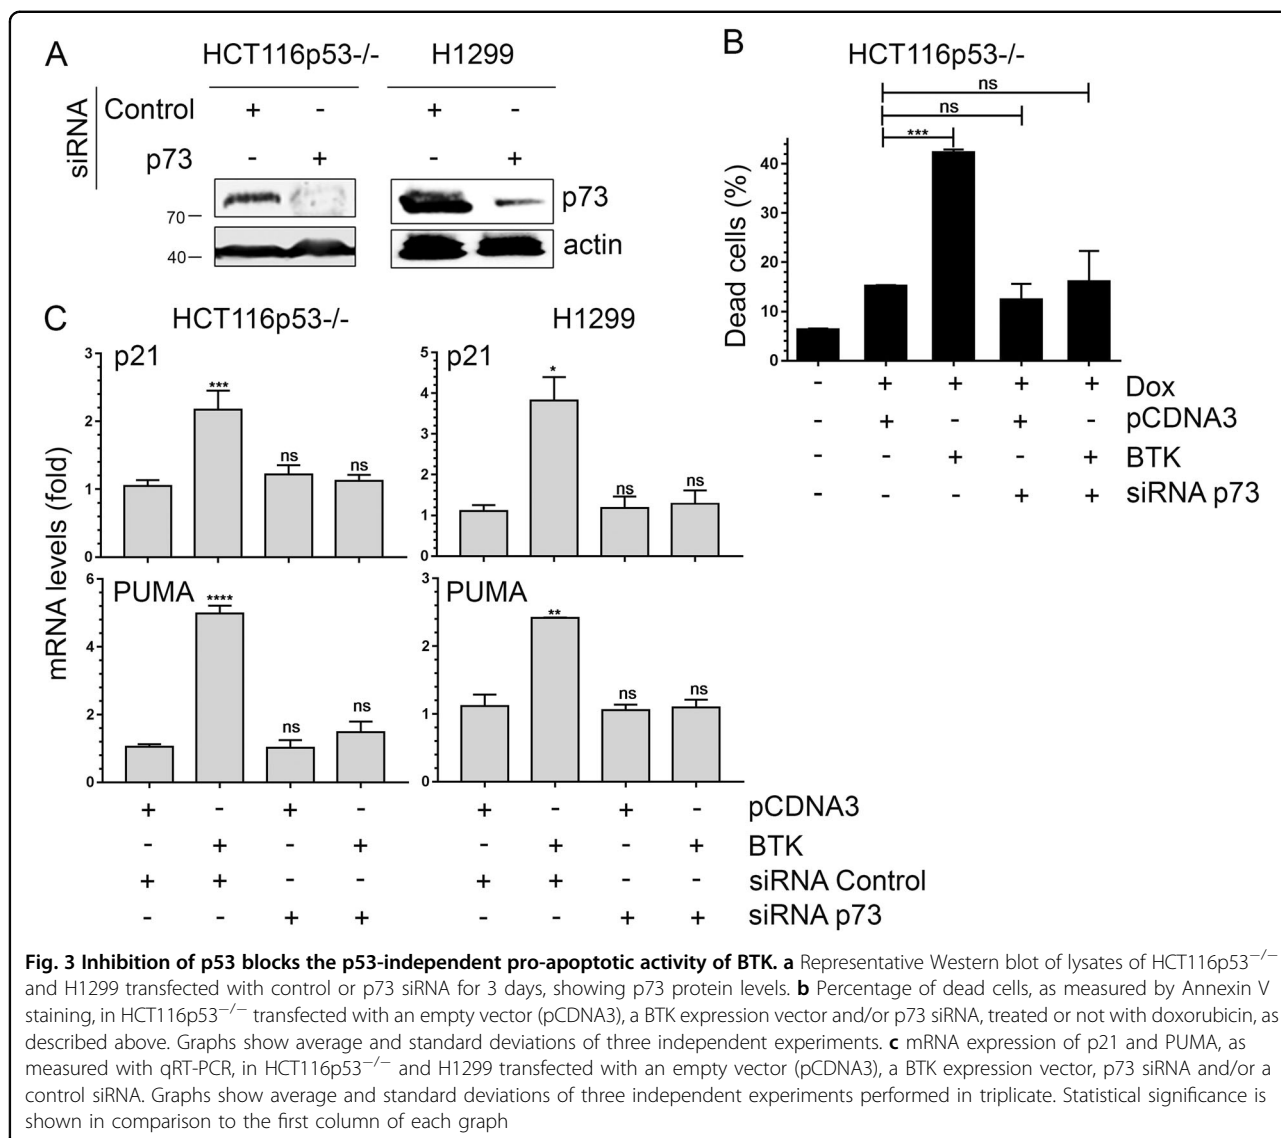 A
HCT116p53-/-
H1299
siRNA
Control + - + -
p73 - + - +
70
p73
40
actin
B
HCT116p53-/-
ns
ns
***
Dead cells (%)
40
30
20
10
0
- + + + + Dox
- + - + - pCDNA3
- - + - + BTK
- - - + + siRNA p73
C
HCT116p53-/-
H1299
mRNA levels (fold)
p21
3
2
1
0
***
ns
ns
p21
5
4
3
2
1
0
*
ns
ns
PUMA
6
4
2
0
****
ns
ns
PUMA
3
2
1
0
**
ns
ns
+ - + - + - + - pCDNA3
- + - + - + - + BTK
+ + - - + + - - siRNA Control
- - + + - - + + siRNA p73
Fig. 3 Inhibition of p53 blocks the p53-independent pro-apoptotic activity of BTK. a Representative Western blot of lysates of HCT116p53−/−
and H1299 transfected with control or p73 siRNA for 3 days, showing p73 protein levels. b Percentage of dead cells, as measured by Annexin V
staining, in HCT116p53−/− transfected with an empty vector (pCDNA3), a BTK expression vector and/or p73 siRNA, treated or not with doxorubicin, as
described above. Graphs show average and standard deviations of three independent experiments. c mRNA expression of p21 and PUMA, as
measured with qRT-PCR, in HCT116p53−/− and H1299 transfected with an empty vector (pCDNA3), a BTK expression vector, p73 siRNA and/or a
control siRNA. Graphs show average and standard deviations of three independent experiments performed in triplicate. Statistical significance is
shown in comparison to the first column of each graph